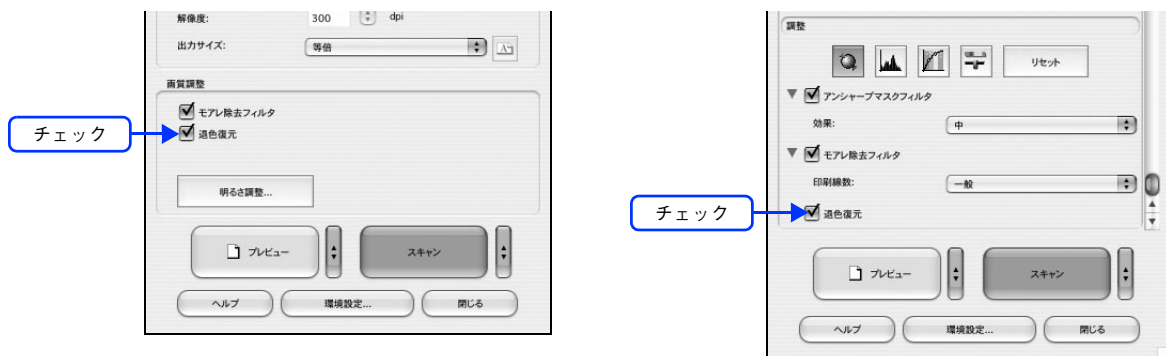 解像度: 300 dpi
出力サイズ: 等倍
画質調整
モアレ除去フィルタ
チェック
退色復元
明るさ調整...
プレビュー スキャン
ヘルプ 環境設定... 閉じる
調整
リセット
アンシャープマスクフィルタ
効果: 中
モアレ除去フィルタ
印刷線数: 一般
チェック
退色復元
プレビュー スキャン
ヘルプ 環境設定... 閉じる